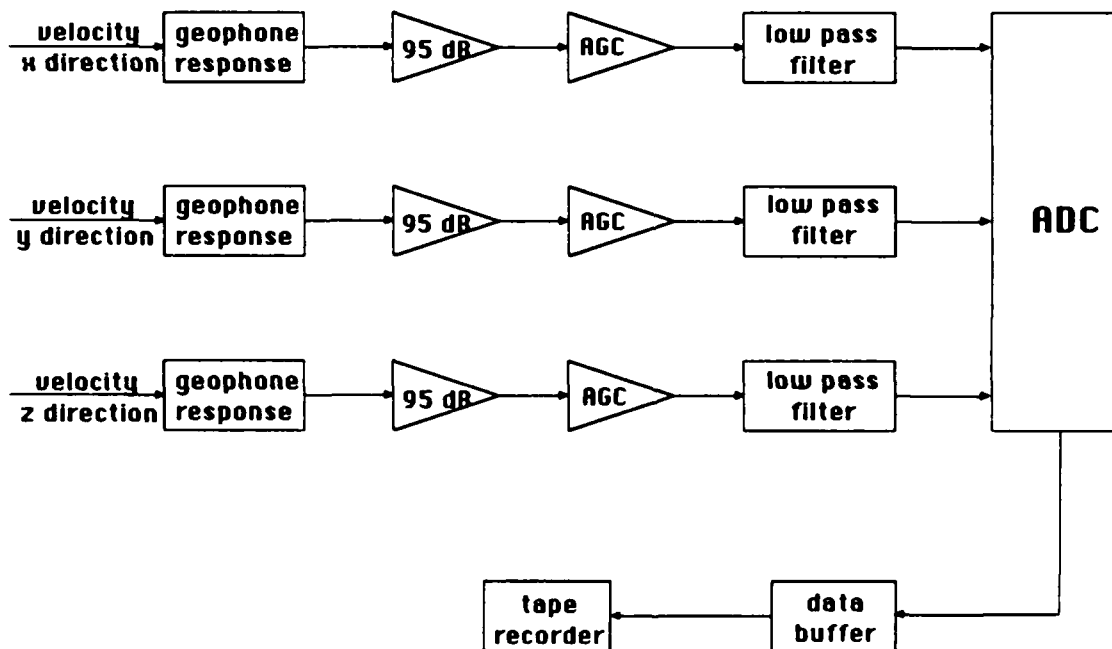 velocity
x direction
geophone
response
95 dB
AGC
low pass
filter
velocity
y direction
geophone
response
95 dB
AGC
low pass
filter
ADC
velocity
z direction
geophone
response
95 dB
AGC
low pass
filter
tape
recorder
data
buffer